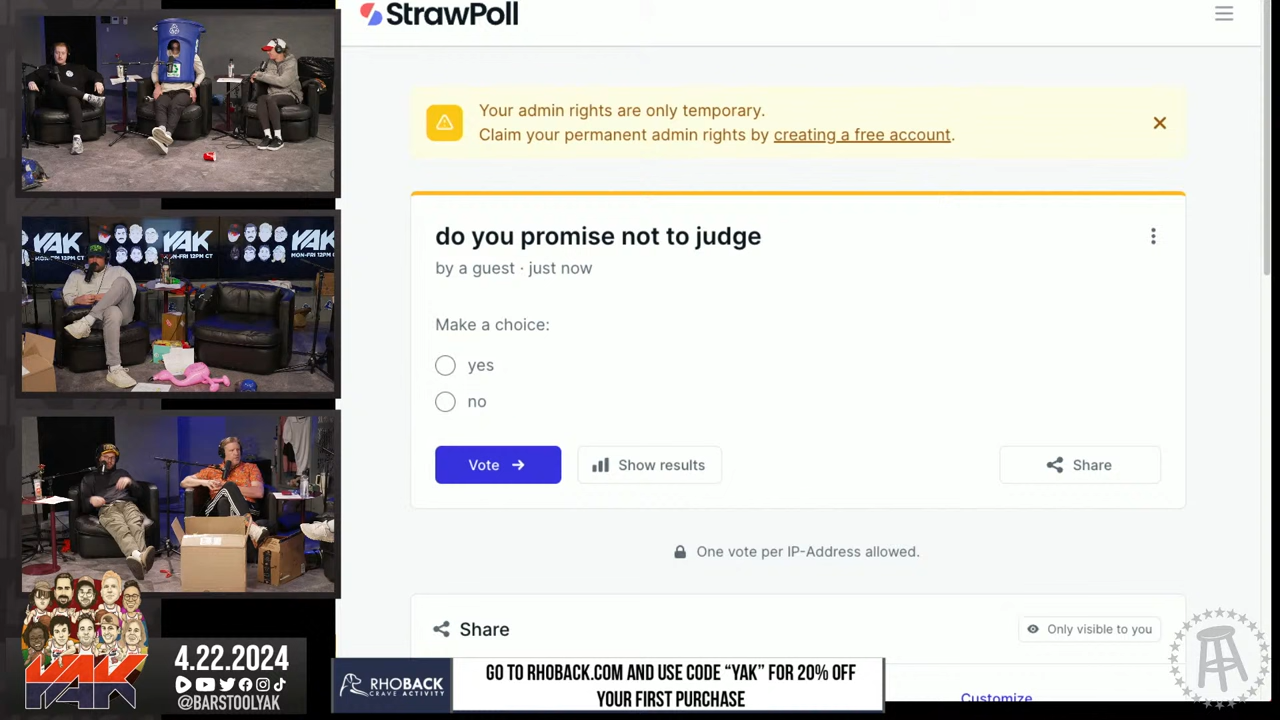 StrawPoll
Your admin rights are only temporary.
Claim your permanent admin rights by creating a free account.
do you promise not to judge
by a guest · just now
Make a choice:
yes
no
Vote
Show results
Share
One vote per IP-Address allowed.
Share
Only visible to you
Customize
YAK
YAK
YAK
MON-FRI 12PM CT
MON-FRI 12PM CT
YAK
4.22.2024
@BARSTOOLYAK
RHOBACK
CRAVE ACTIVITY
GO TO RHOBACK.COM AND USE CODE “YAK” FOR 20% OFF
YOUR FIRST PURCHASE